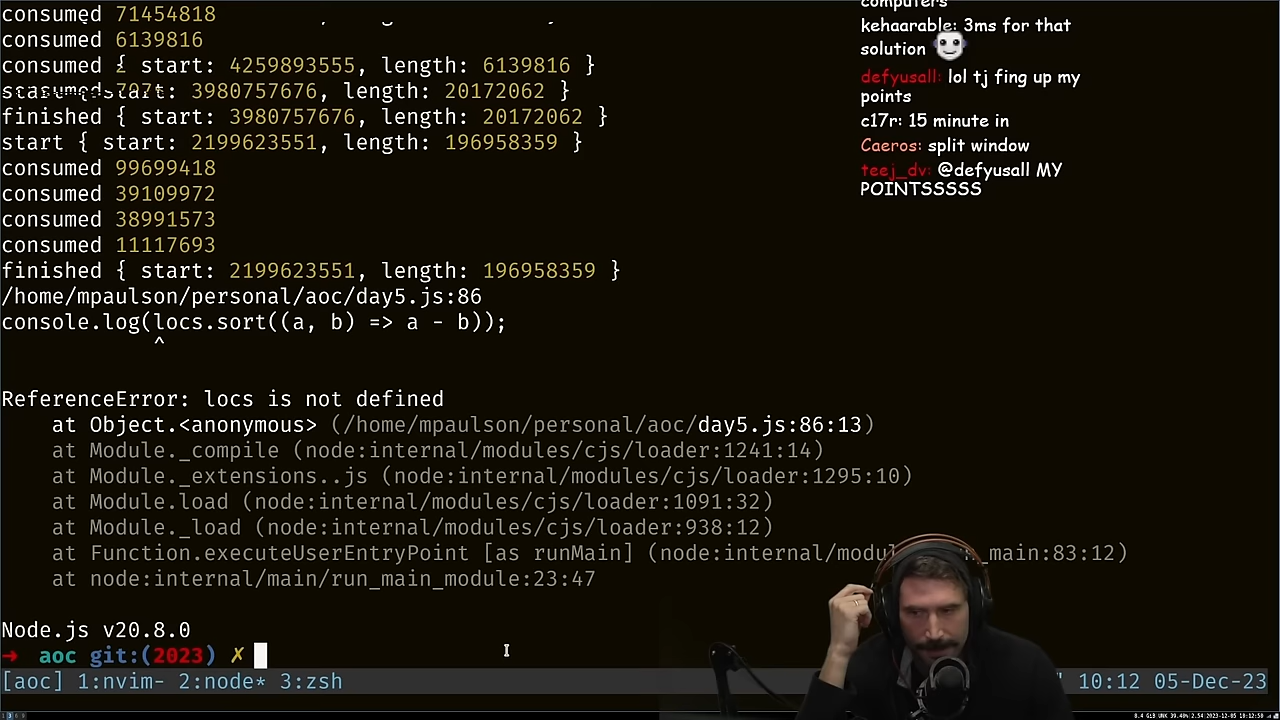 consumed 71454818
consumed 6139816
consumed { start: 4259893555, length: 6139816 }
start: 3980757676, length: 20172062 }
finished { start: 3980757676, length: 20172062 }
start { start: 2199623551, length: 196958359 }
consumed 99699418
consumed 39109972
consumed 38991573
consumed 11117693
finished { start: 2199623551, length: 196958359 }
/home/mpaulson/personal/aoc/day5.js:86
console.log(locs.sort((a, b) => a - b));
^
ReferenceError: locs is not defined
at Object.<anonymous> (/home/mpaulson/personal/aoc/day5.js:86:13)
at Module._compile (node:internal/modules/cjs/loader:1241:14)
at Module._extensions..js (node:internal/modules/cjs/loader:1295:10)
at Module.load (node:internal/modules/cjs/loader:1091:32)
at Module._load (node:internal/modules/cjs/loader:938:12)
at Function.executeUserEntryPoint [as runMain] (node:internal/modu n_main:83:12)
at node:internal/main/run_main_module:23:47
Node.js v20.8.0
→ aoc git:(2023) ✗
[aoc] 1:nvim- 2:node* 3:zsh " 10:12 05-Dec-23
computers
kehaarable: 3ms for that
solution
defyusall: lol tj fing up my
points
c17r: 15 minute in
Caeros: split window
teej_dv: @defyusall MY
POINTSSSSS